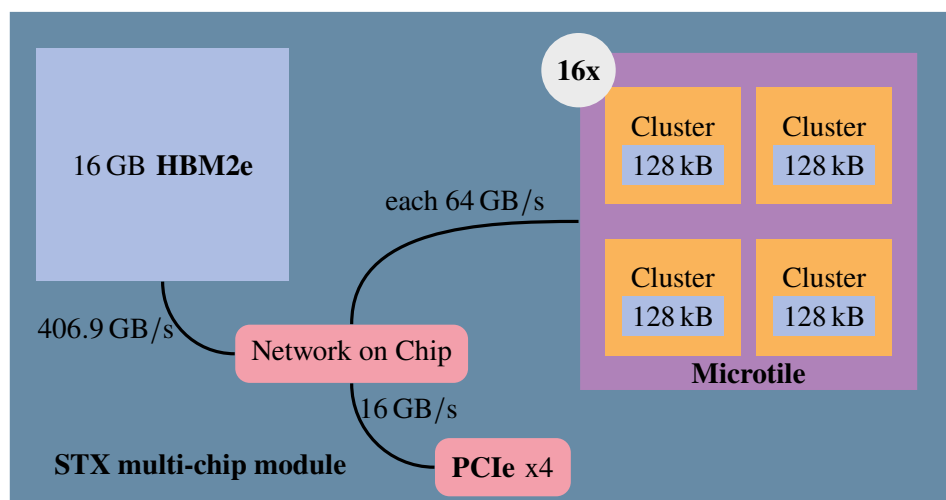 16x
16 GB HBM2e
Cluster
128 kB
Cluster
128 kB
each 64 GB/s
Cluster
128 kB
Cluster
128 kB
406.9 GB/s
Network on Chip
Microtile
16 GB/s
STX multi-chip module
PCIe x4